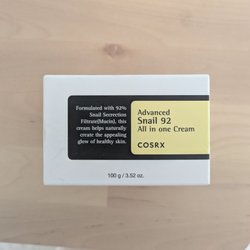 Formulated with 92%
Snail Secrection
Filtrate(Mucin), this
cream helps naturally
create the appealing
glow of healthy skin.
Advanced
Snail 92
All in one Cream
COSRX
100 g / 3.52 oz.